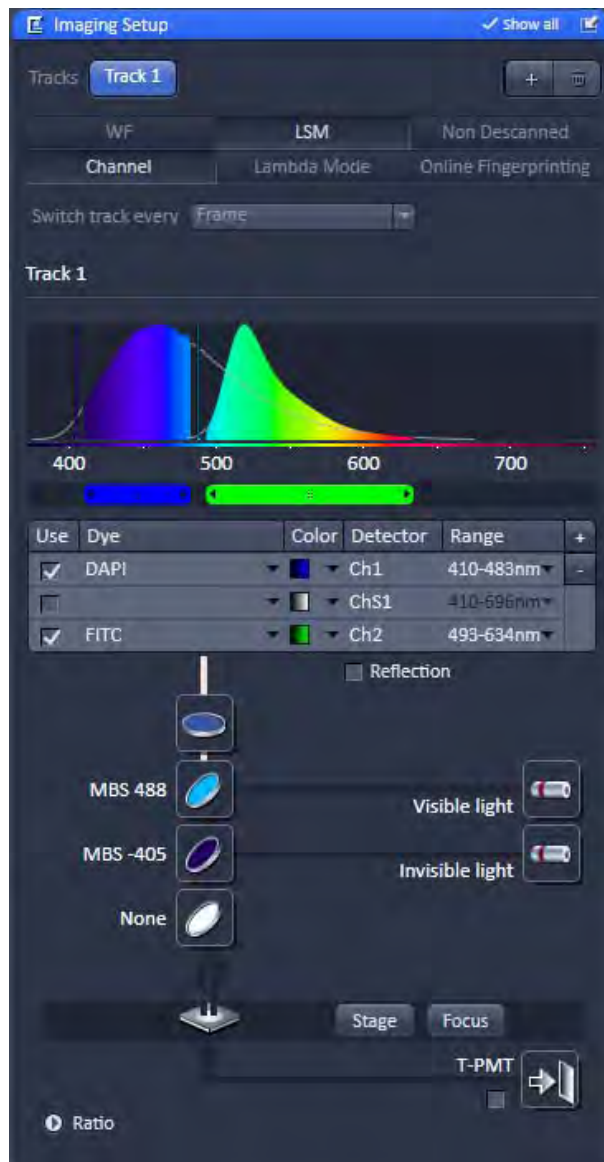 Imaging Setup Show all
Tracks Track 1 +
WF LSM Non Descanned
Channel Lambda Mode Online Fingerprinting
Switch track every Frame
Track 1
400 500 600 700
Use Dye Color Detector Range +
DAPI Ch1 410-483nm -
ChS1 410-696nm
FITC Ch2 493-634nm
Reflection
MBS 488
Visible light
MBS -405
Invisible light
None
Stage Focus
T-PMT
Ratio